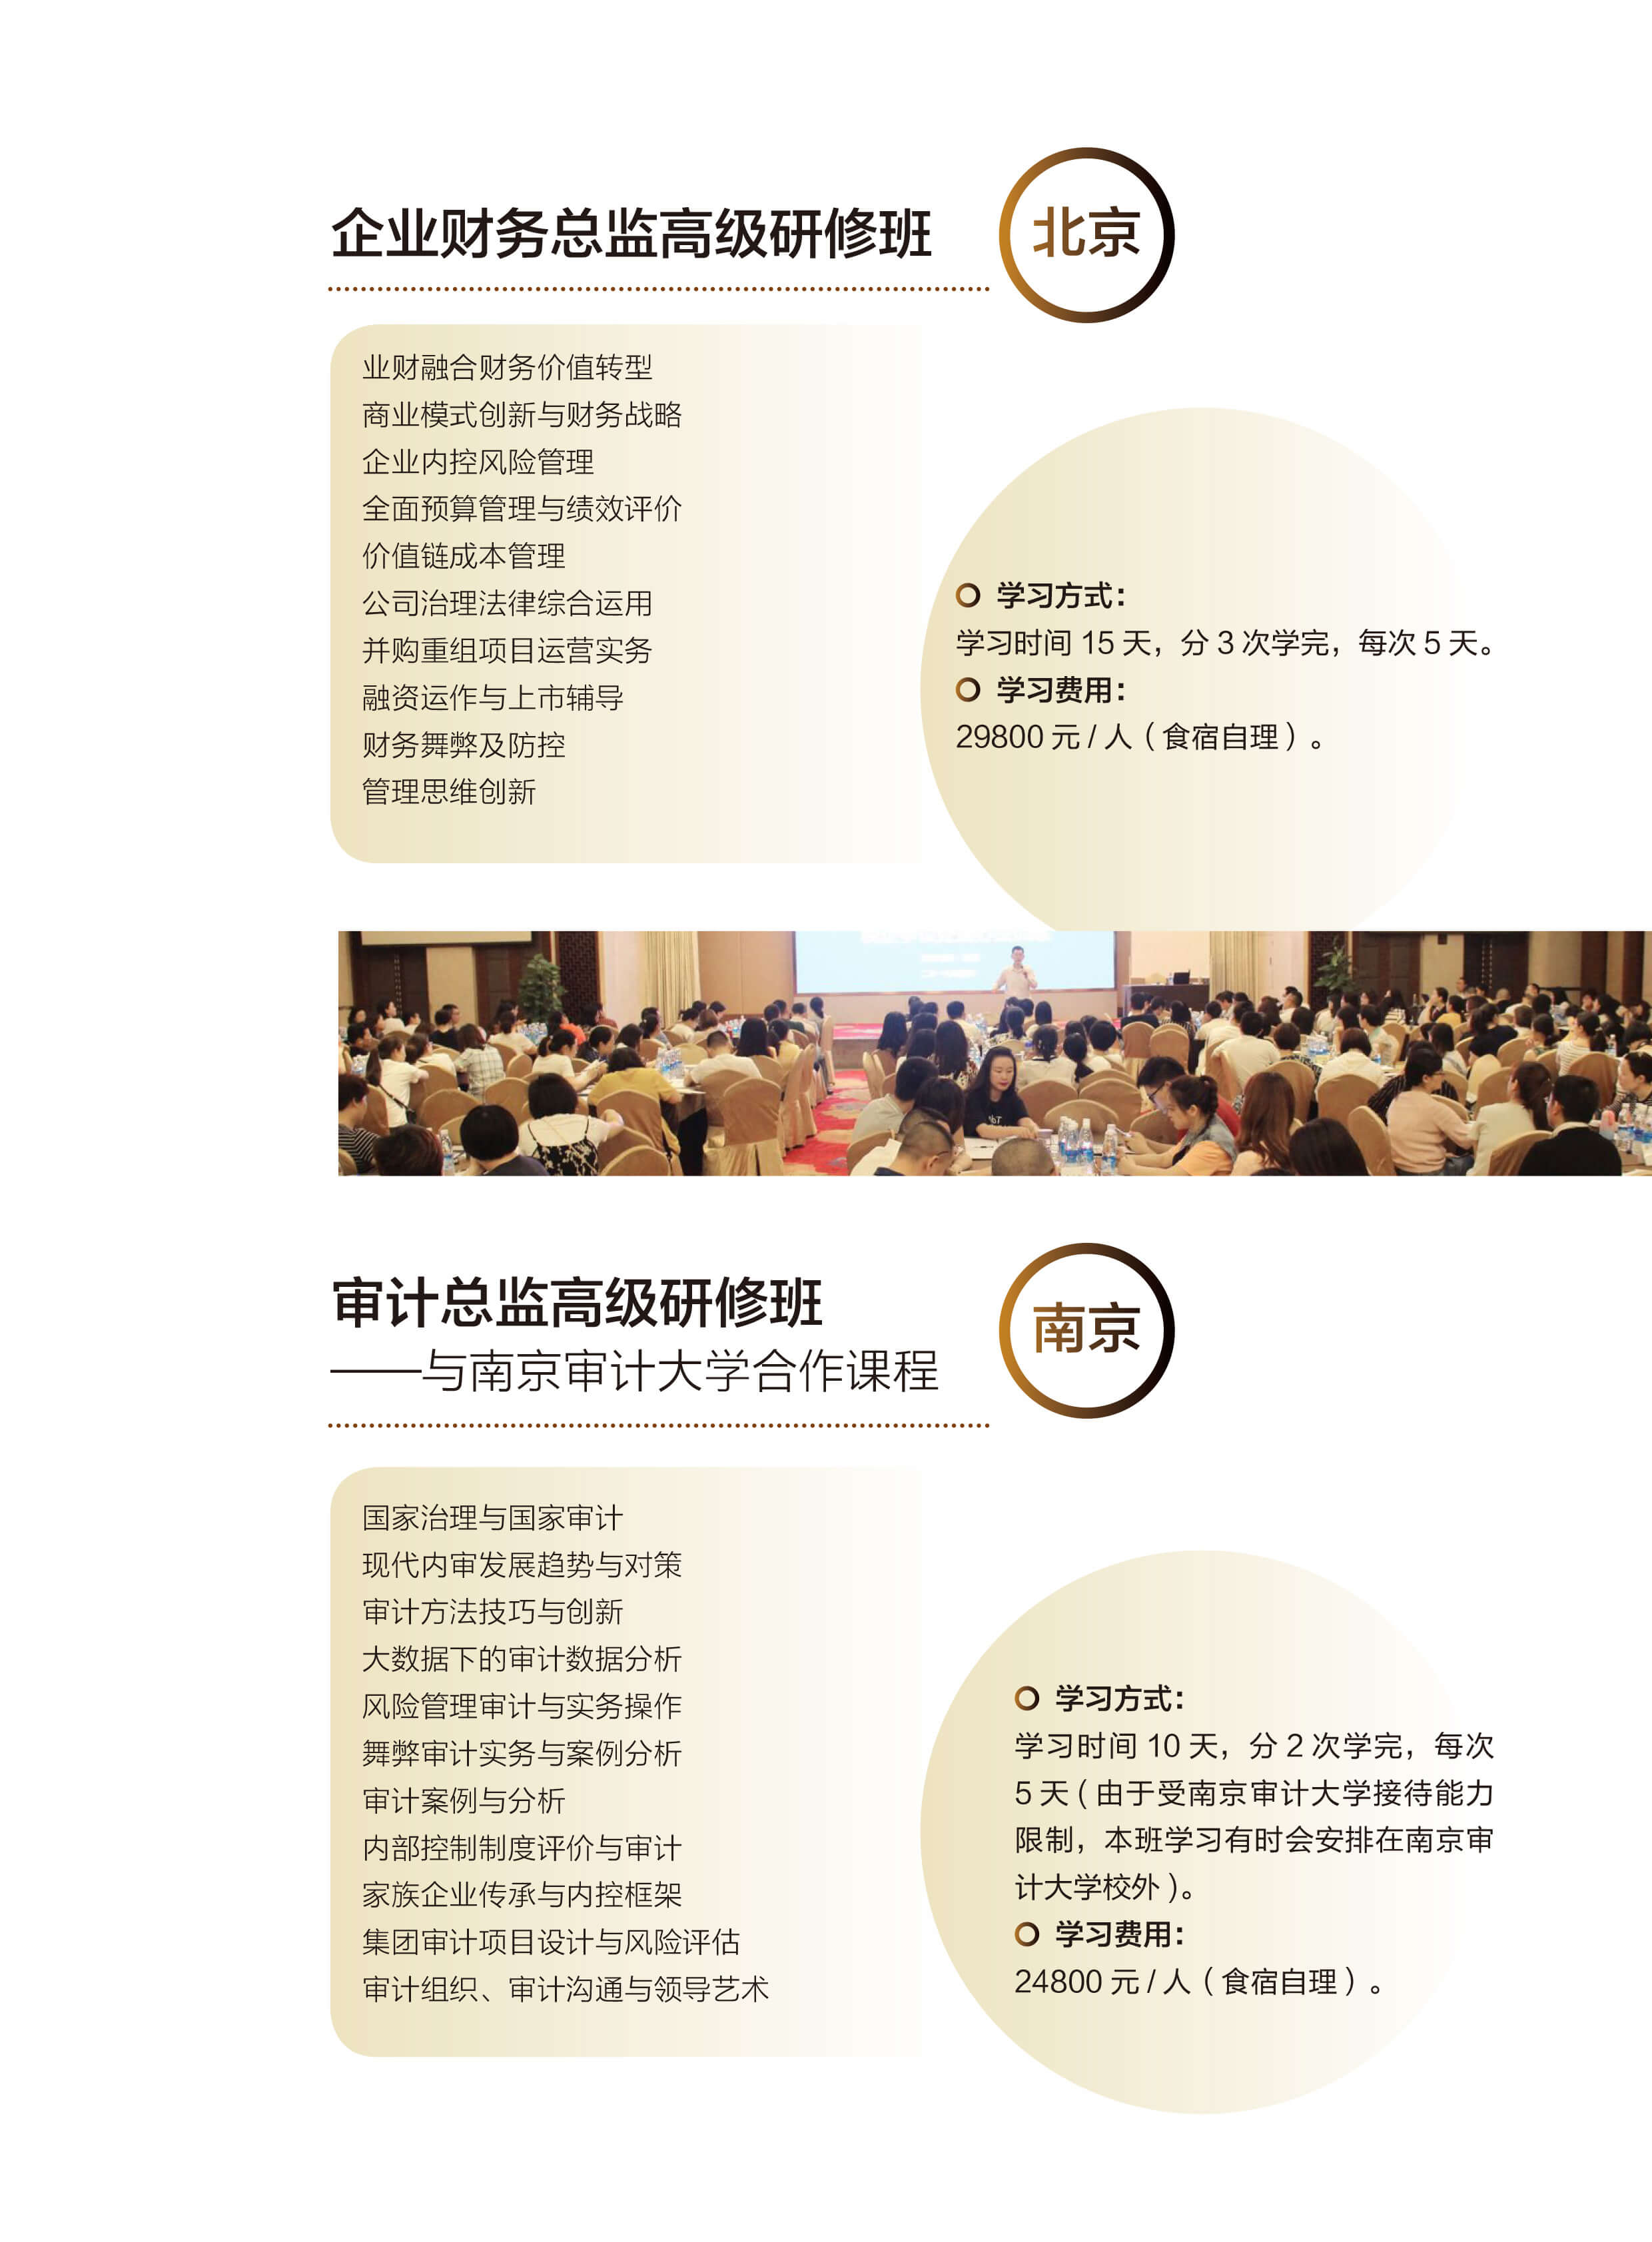 企业财务总监高级研修班
北京
业财融合财务价值转型
商业模式创新与财务战略
企业内控风险管理
全面预算管理与绩效评价
价值链成本管理
公司治理法律综合运用
并购重组项目运营实务
融资运作与上市辅导
财务舞弊及防控
管理思维创新
学习方式：
学习时间 15 天，分 3 次学完，每次 5 天。
学习费用：
29800 元 / 人（食宿自理）。
审计总监高级研修班
——与南京审计大学合作课程
南京
国家治理与国家审计
现代内审发展趋势与对策
审计方法技巧与创新
大数据下的审计数据分析
风险管理审计与实务操作
舞弊审计实务与案例分析
审计案例与分析
内部控制制度评价与审计
家族企业传承与内控框架
集团审计项目设计与风险评估
审计组织、审计沟通与领导艺术
学习方式：
学习时间 10 天，分 2 次学完，每次
5 天（由于受南京审计大学接待能力
限制，本班学习有时会安排在南京审
计大学校外）。
学习费用：
24800 元 / 人（食宿自理）。